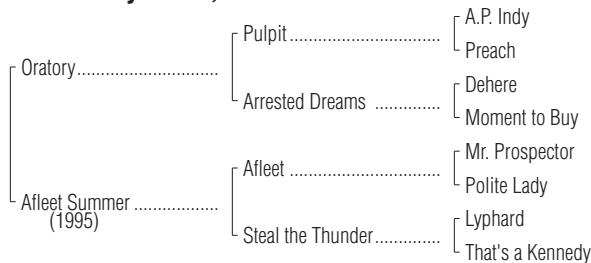 A.P. Indy
Pulpit
Preach
Oratory
Dehere
Arrested Dreams
Moment to Buy
Mr. Prospector
Afleet
Polite Lady
Afleet Summer
(1995)
Lyphard
Steal the Thunder
That's a Kennedy